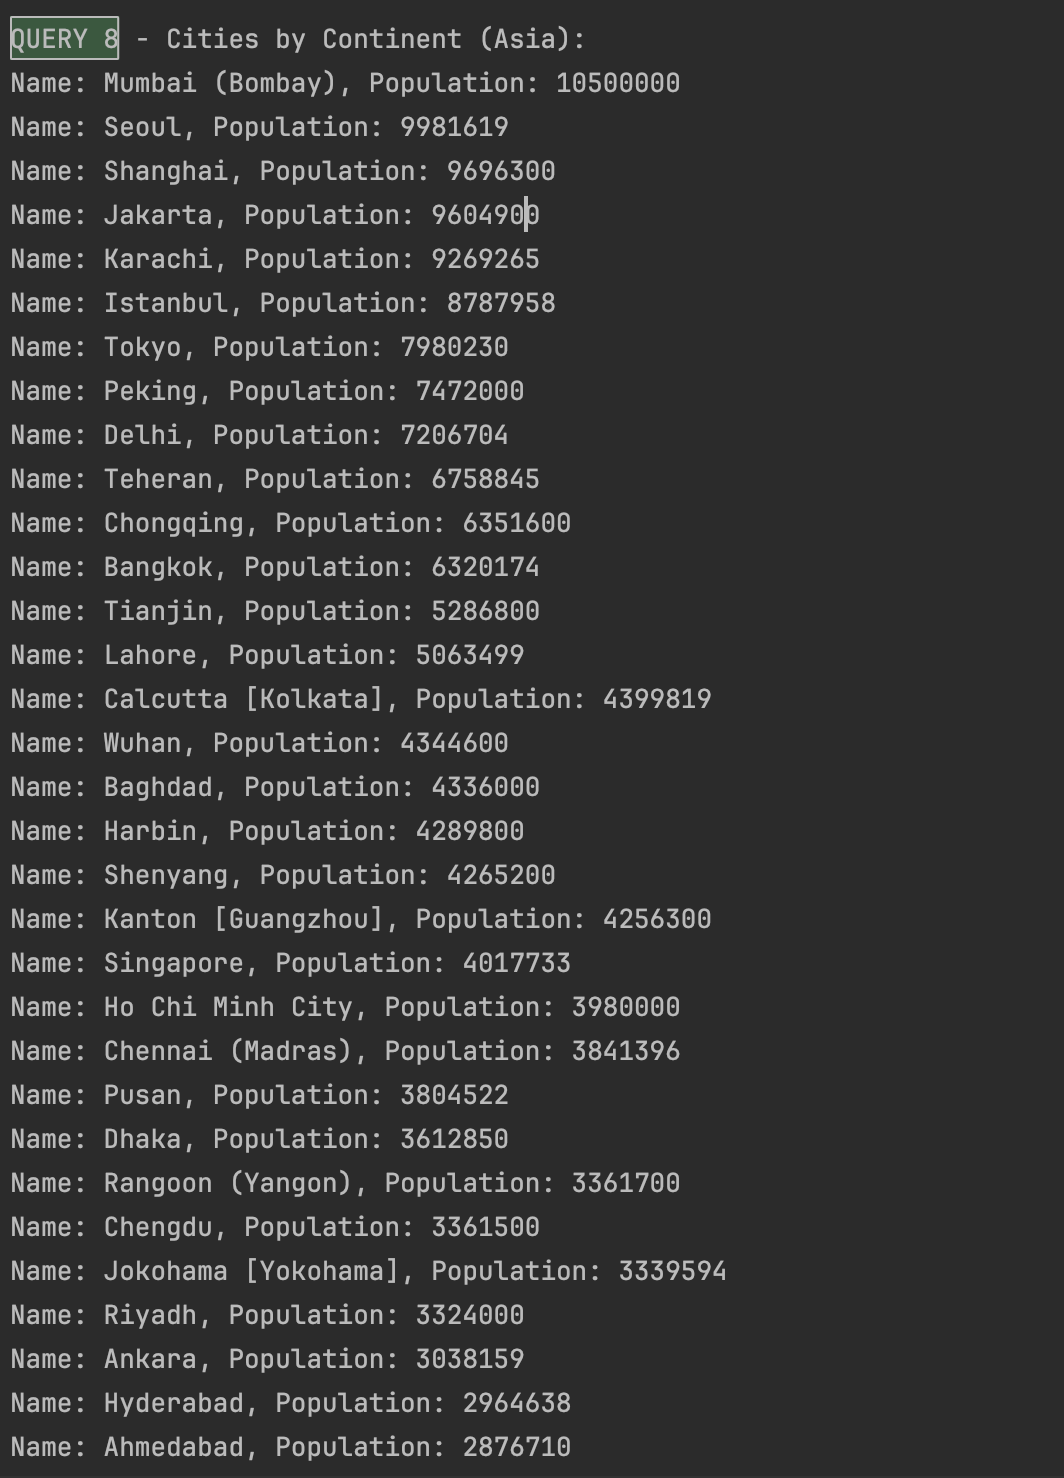 QUERY 8 - Cities by Continent (Asia):
Name: Mumbai (Bombay), Population: 10500000
Name: Seoul, Population: 9981619
Name: Shanghai, Population: 9696300
Name: Jakarta, Population: 9604900
Name: Karachi, Population: 9269265
Name: Istanbul, Population: 8787958
Name: Tokyo, Population: 7980230
Name: Peking, Population: 7472000
Name: Delhi, Population: 7206704
Name: Teheran, Population: 6758845
Name: Chongqing, Population: 6351600
Name: Bangkok, Population: 6320174
Name: Tianjin, Population: 5286800
Name: Lahore, Population: 5063499
Name: Calcutta [Kolkata], Population: 4399819
Name: Wuhan, Population: 4344600
Name: Baghdad, Population: 4336000
Name: Harbin, Population: 4289800
Name: Shenyang, Population: 4265200
Name: Kanton [Guangzhou], Population: 4256300
Name: Singapore, Population: 4017733
Name: Ho Chi Minh City, Population: 3980000
Name: Chennai (Madras), Population: 3841396
Name: Pusan, Population: 3804522
Name: Dhaka, Population: 3612850
Name: Rangoon (Yangon), Population: 3361700
Name: Chengdu, Population: 3361500
Name: Jokohama [Yokohama], Population: 3339594
Name: Riyadh, Population: 3324000
Name: Ankara, Population: 3038159
Name: Hyderabad, Population: 2964638
Name: Ahmedabad, Population: 2876710